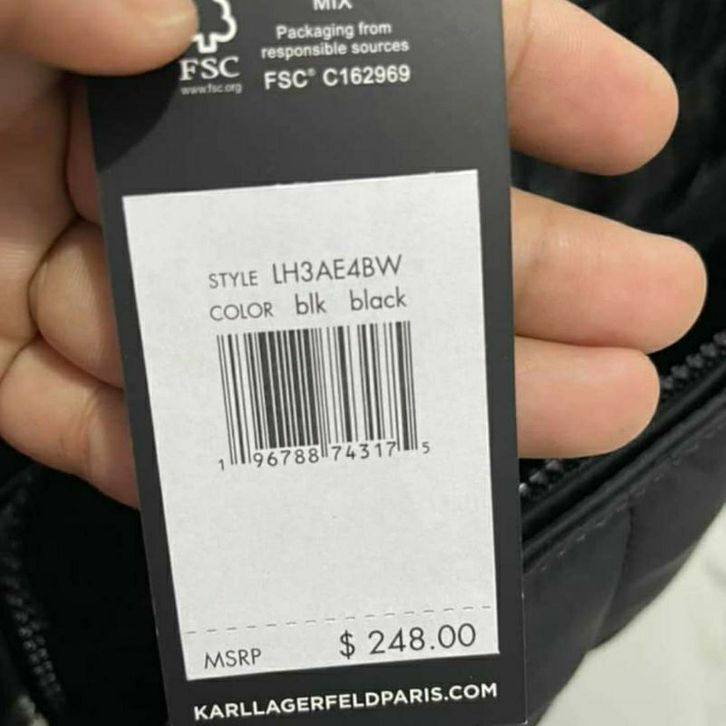 MIX
Packaging from
responsible sources
FSC
www.fsc.org
FSC® C162969
STYLE LH3AE4BW
COLOR blk black
1 96788 74317 5
MSRP $ 248.00
KARLLAGERFELDPARIS.COM